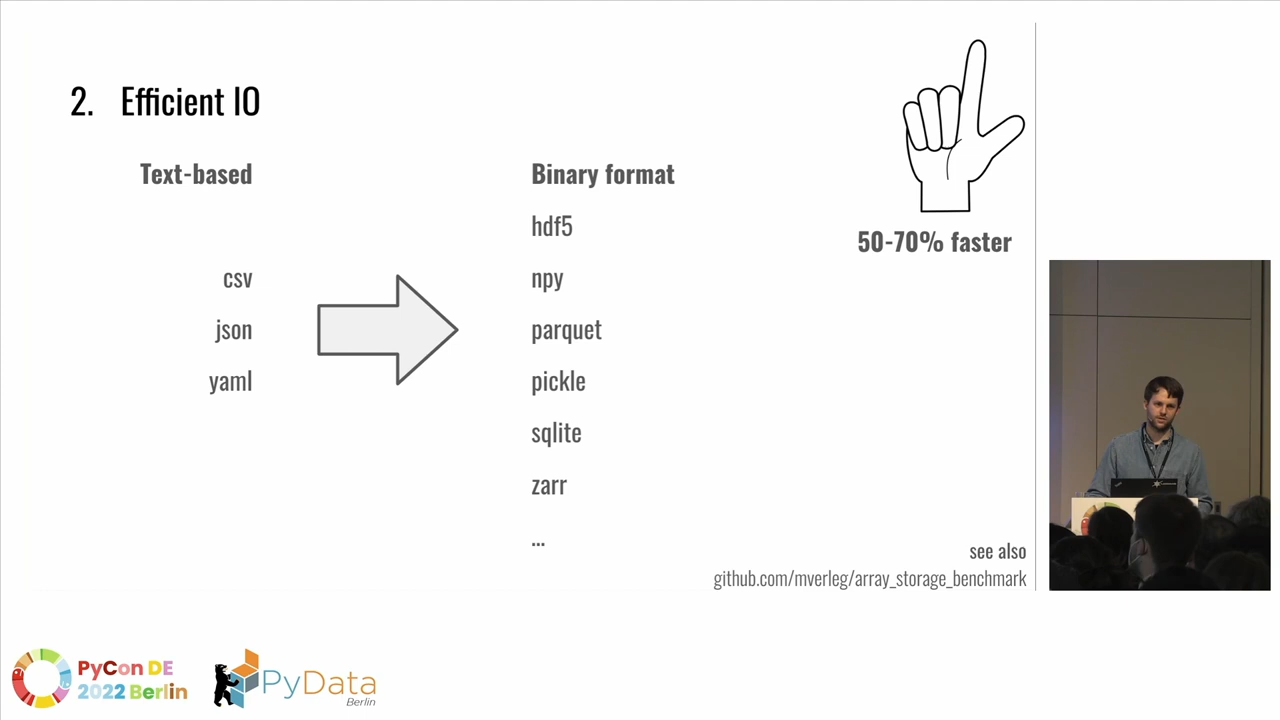 2. Efficient IO
Text-based
csv
json
yaml
Binary format
hdf5
npy
parquet
pickle
sqlite
zarr
...
50-70% faster
see also
github.com/mverleg/array_storage_benchmark
PyCon DE
2022 Berlin
PyData
Berlin